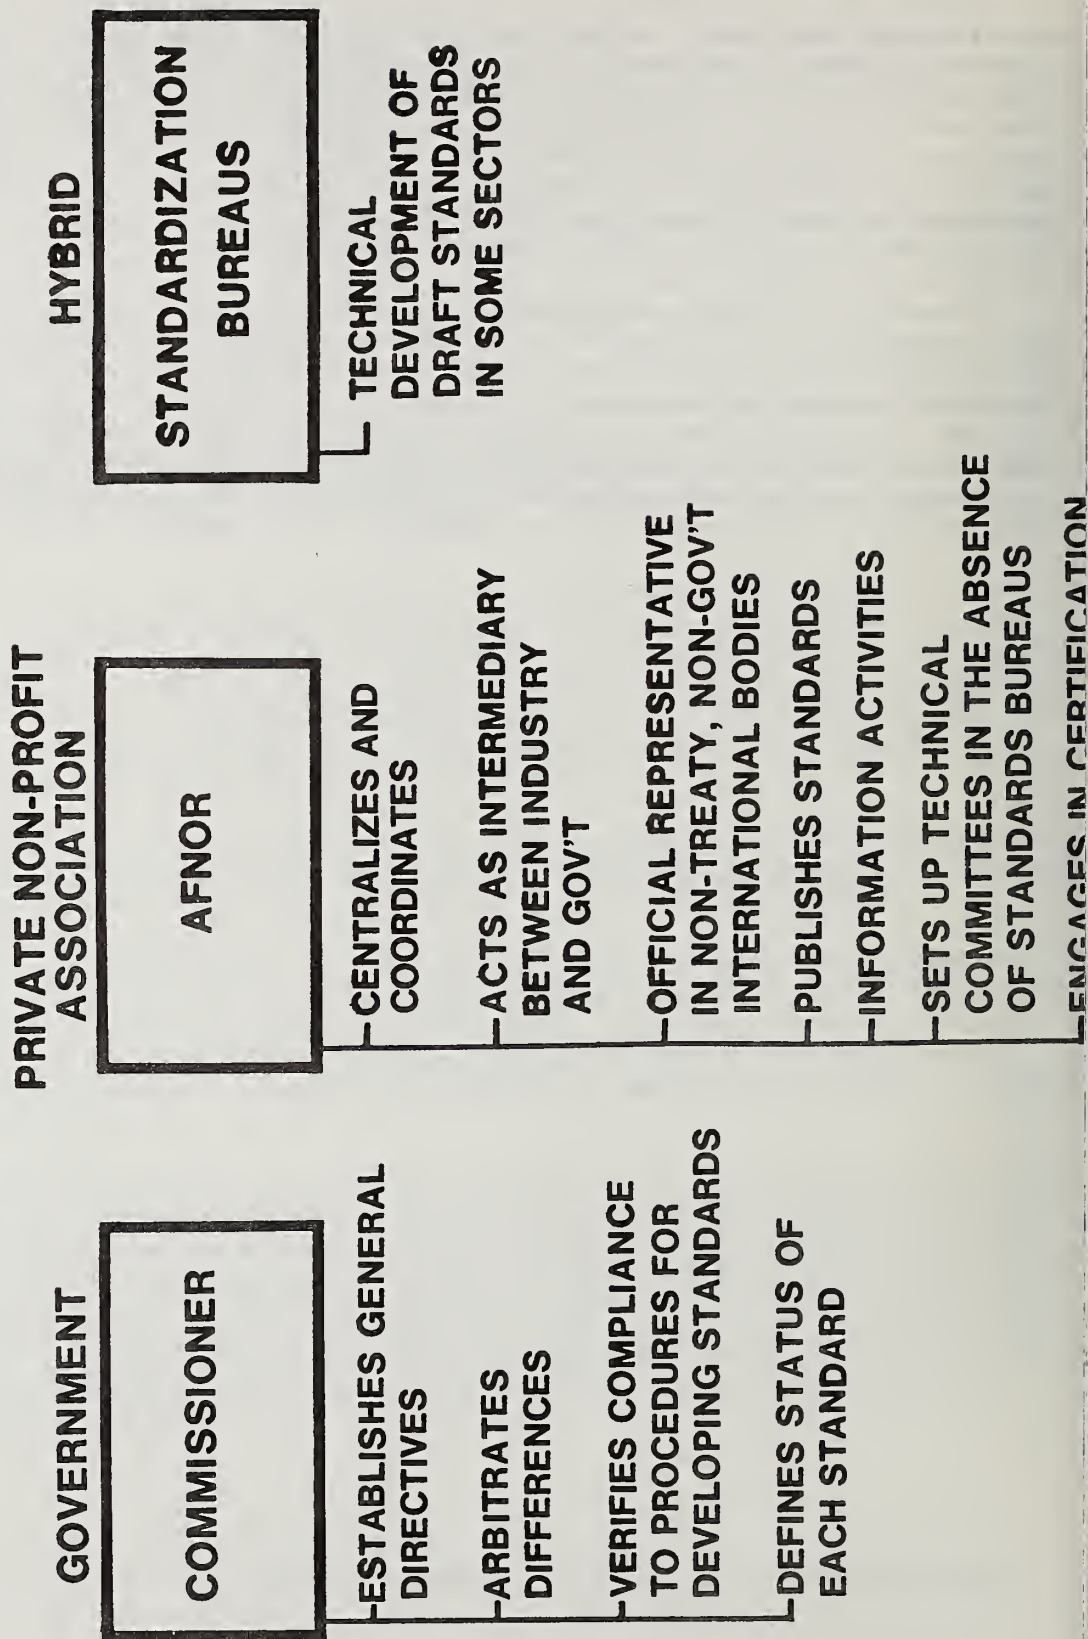 GOVERNMENT
COMMISSIONER
ESTABLISHES GENERAL
DIRECTIVES
ARBITRATES
DIFFERENCES
VERIFIES COMPLIANCE
TO PROCEDURES FOR
DEVELOPING STANDARDS
DEFINES STATUS OF
EACH STANDARD
PRIVATE NON-PROFIT
ASSOCIATION
AFNOR
CENTRALIZES AND
COORDINATES
ACTS AS INTERMEDIARY
BETWEEN INDUSTRY
AND GOV'T
OFFICIAL REPRESENTATIVE
IN NON-TREATY, NON-GOV'T
INTERNATIONAL BODIES
PUBLISHES STANDARDS
INFORMATION ACTIVITIES
SETS UP TECHNICAL
COMMITTEES IN THE ABSENCE
OF STANDARDS BUREAUS
ENGAGES IN CERTIFICATION
HYBRID
STANDARDIZATION
BUREAUS
TECHNICAL
DEVELOPMENT OF
DRAFT STANDARDS
IN SOME SECTORS